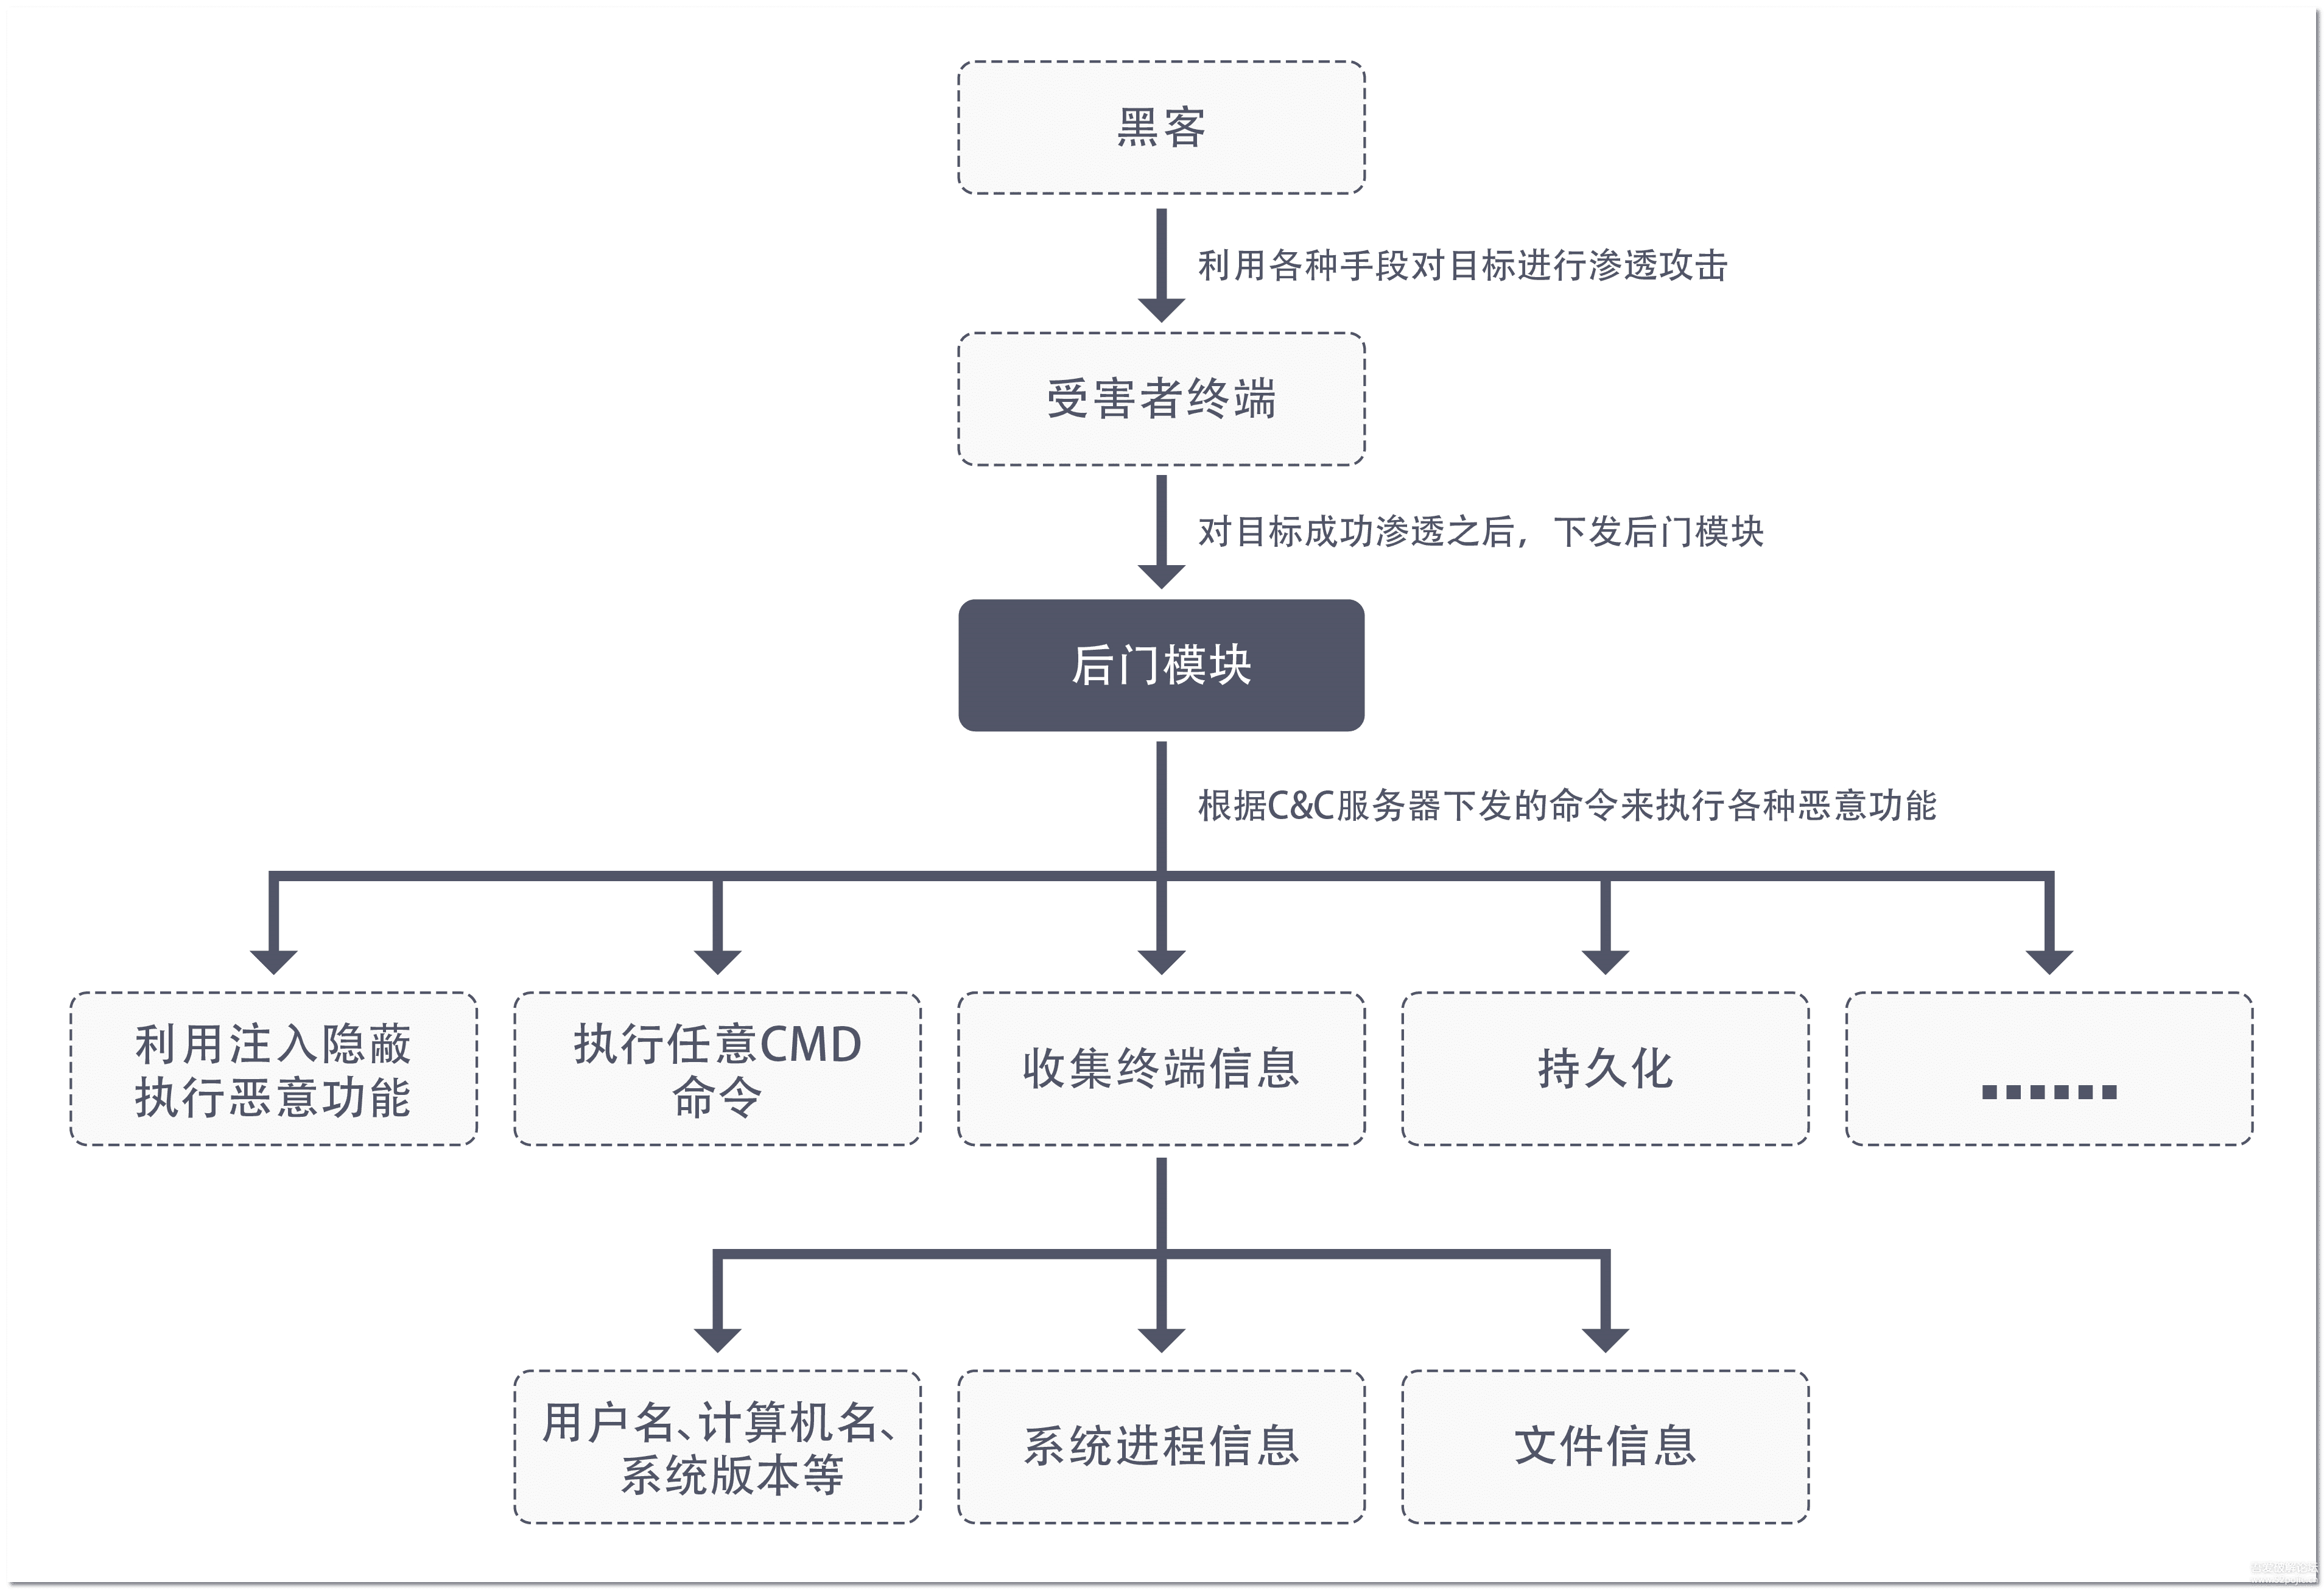 黑客
利用各种手段对目标进行渗透攻击
受害者终端
对目标成功渗透之后，下发后门模块
后门模块
根据C&C服务器下发的命令来执行各种恶意功能
利用注入隐蔽
执行恶意功能
执行任意CMD
命令
收集终端信息
持久化
......
用户名、计算机名、
系统版本等
系统进程信息
文件信息